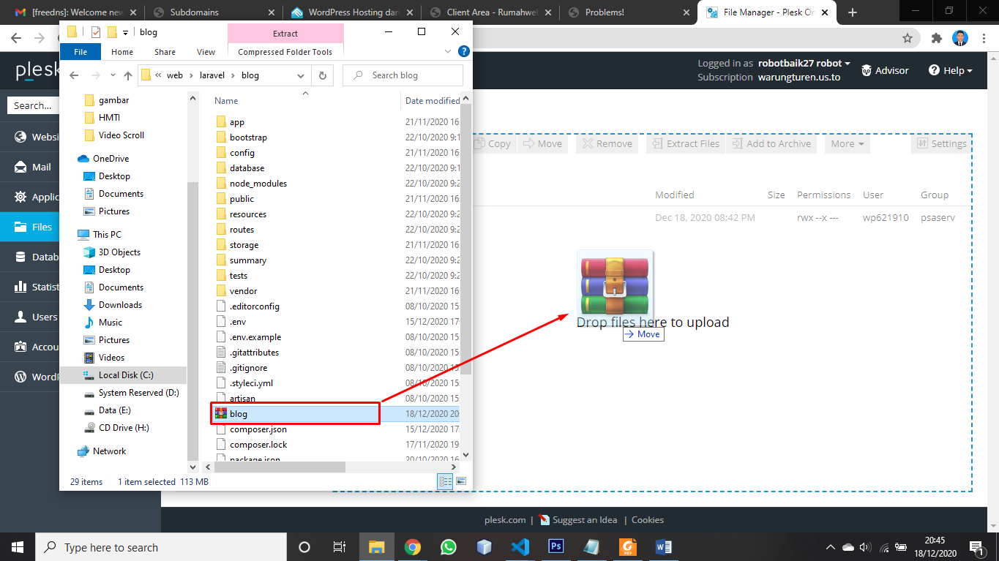 [freedns]: Welcome new
Subdomains
WordPress Hosting dari
Client Area - Rumahwel
Problems!
File Manager - Plesk On
blog
Extract
File
Home
Share
View
Compressed Folder Tools
« web › laravel › blog
Search blog
plesk
Logged in as robotbaik27 robot
Subscription warungturen.us.to
Advisor
Help
Search...
Websi
Mail
Applic
Files
Datab
Statist
Users
Accou
WordP
gambar
HMTI
Video Scroll
OneDrive
Desktop
Documents
Pictures
This PC
3D Objects
Desktop
Documents
Downloads
Music
Pictures
Videos
Local Disk (C:)
System Reserved (D:)
Data (E:)
CD Drive (H:)
Network
Name Date modified
app 21/11/2020 16:
bootstrap 22/10/2020 9:1
config 21/11/2020 16:
database 22/10/2020 9:1
node_modules 22/10/2020 9:2
public 21/11/2020 16:
resources 22/10/2020 9:2
routes 22/10/2020 9:2
storage 21/11/2020 16:
summary 22/10/2020 9:2
tests 22/10/2020 9:2
vendor 21/11/2020 16:
.editorconfig 08/10/2020 15:
.env 15/12/2020 17:
.env.example 08/10/2020 15:
.gitattributes 08/10/2020 15:
.gitignore 08/10/2020 15:
.styleci.yml 08/10/2020 15:
artisan 08/10/2020 15:
blog 18/12/2020 20:
composer.json 15/12/2020 17:
composer.lock 17/11/2020 19:
package.json 20/10/2020 16:
29 items 1 item selected 113 MB
Copy
Move
Remove
Extract Files
Add to Archive
More
Settings
Modified Size Permissions User Group
Dec 18, 2020 08:42 PM rwx --x --- wp621910 psaserv
Drop files here to upload
Move
plesk.com | Suggest an Idea | Cookies
Type here to search
Ps
PDF
W
20:45
18/12/2020
1